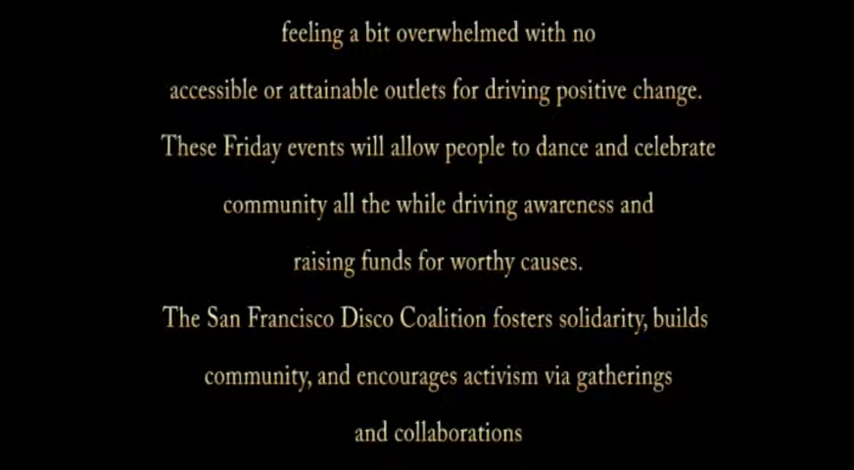 feeling a bit overwhelmed with no
accessible or attainable outlets for driving positive change.
These Friday events will allow people to dance and celebrate
community all the while driving awareness and
raising funds for worthy causes.
The San Francisco Disco Coalition fosters solidarity, builds
community, and encourages activism via gatherings
and collaborations